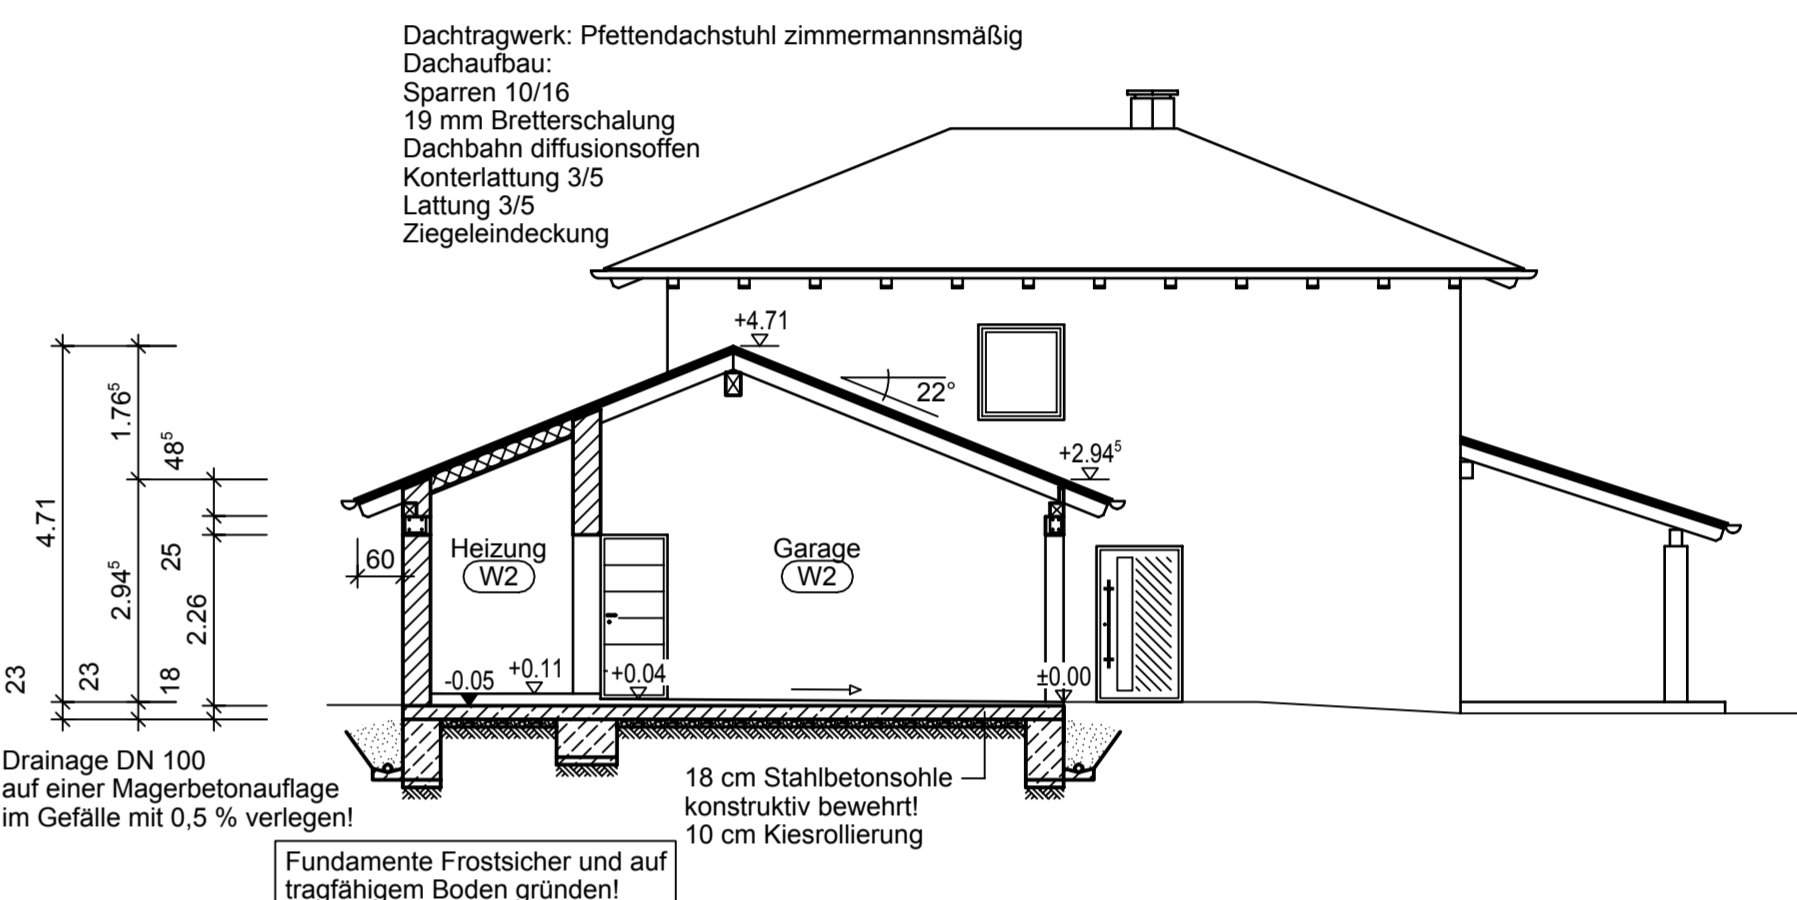 Dachtragwerk: Pfettendachstuhl zimmermannsmäßig
Dachaufbau:
Sparren 10/16
19 mm Bretterschalung
Dachbahn diffusionsoffen
Konterlattung 3/5
Lattung 3/5
Ziegeleindeckung
+4.71
22°
+2.94⁵
1.76⁵
48⁵
4.71
2.94⁵
25
2.26
60
23
23
18
Heizung
W2
Garage
W2
-0.05
+0.11
+0.04
±0.00
Drainage DN 100
auf einer Magerbetonauflage
im Gefälle mit 0,5 % verlegen!
18 cm Stahlbetonsohle
konstruktiv bewehrt!
10 cm Kiesrollierung
Fundamente Frostsicher und auf
tragfähigem Boden gründen!